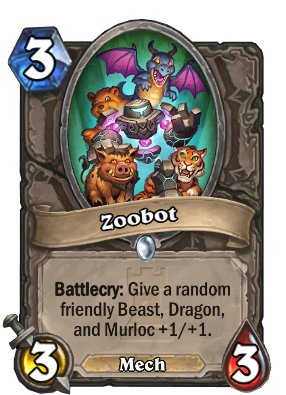 3
Zoobot
Battlecry: Give a random
friendly Beast, Dragon,
and Murloc +1/+1.
3
Mech
3